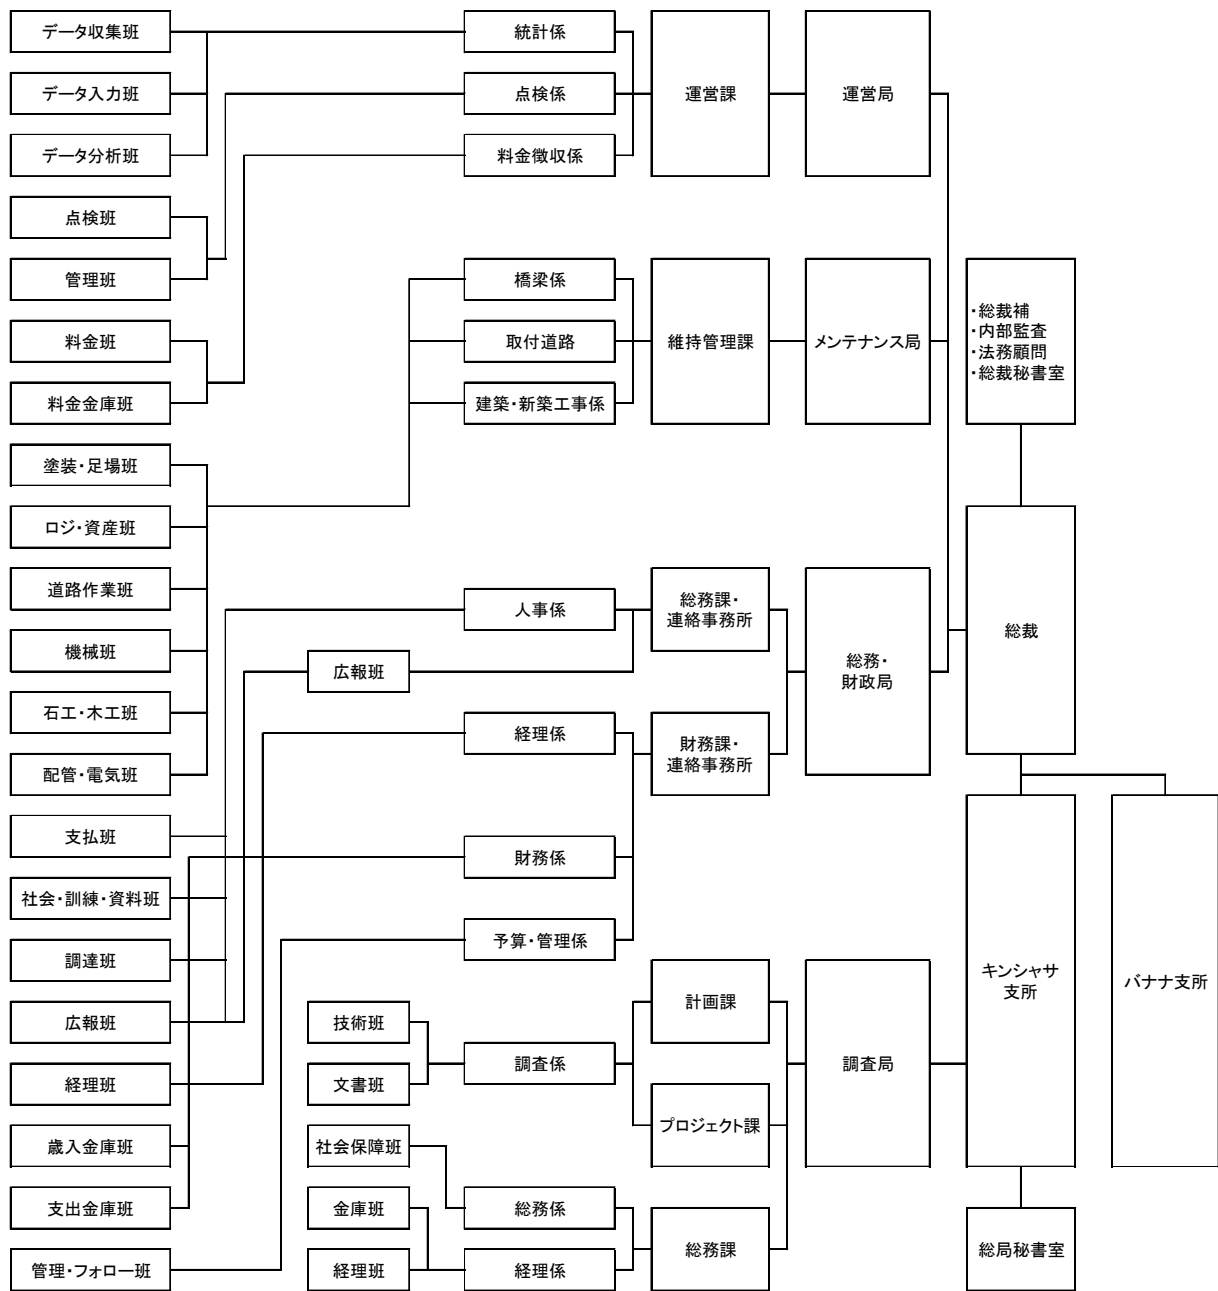 データ収集班
統計係
データ入力班
点検係
運営課
運営局
データ分析班
料金徴収係
点検班
管理班
橋梁係
料金班
取付道路
維持管理課
メンテナンス局
・総裁補
・内部監査
・法務顧問
・総裁秘書室
料金金庫班
建築・新築工事係
塗装・足場班
ロジ・資産班
道路作業班
人事係
総務課・
連絡事務所
総裁
機械班
広報班
総務・
財政局
石工・木工班
経理係
財務課・
連絡事務所
配管・電気班
支払班
財務係
社会・訓練・資料班
予算・管理係
調達班
キンシャサ
支所
バナナ支所
広報班
技術班
計画課
経理班
文書班
調査係
調査局
歳入金庫班
社会保障班
プロジェクト課
支出金庫班
金庫班
総務係
総務課
総局秘書室
管理・フォロー班
経理班
経理係